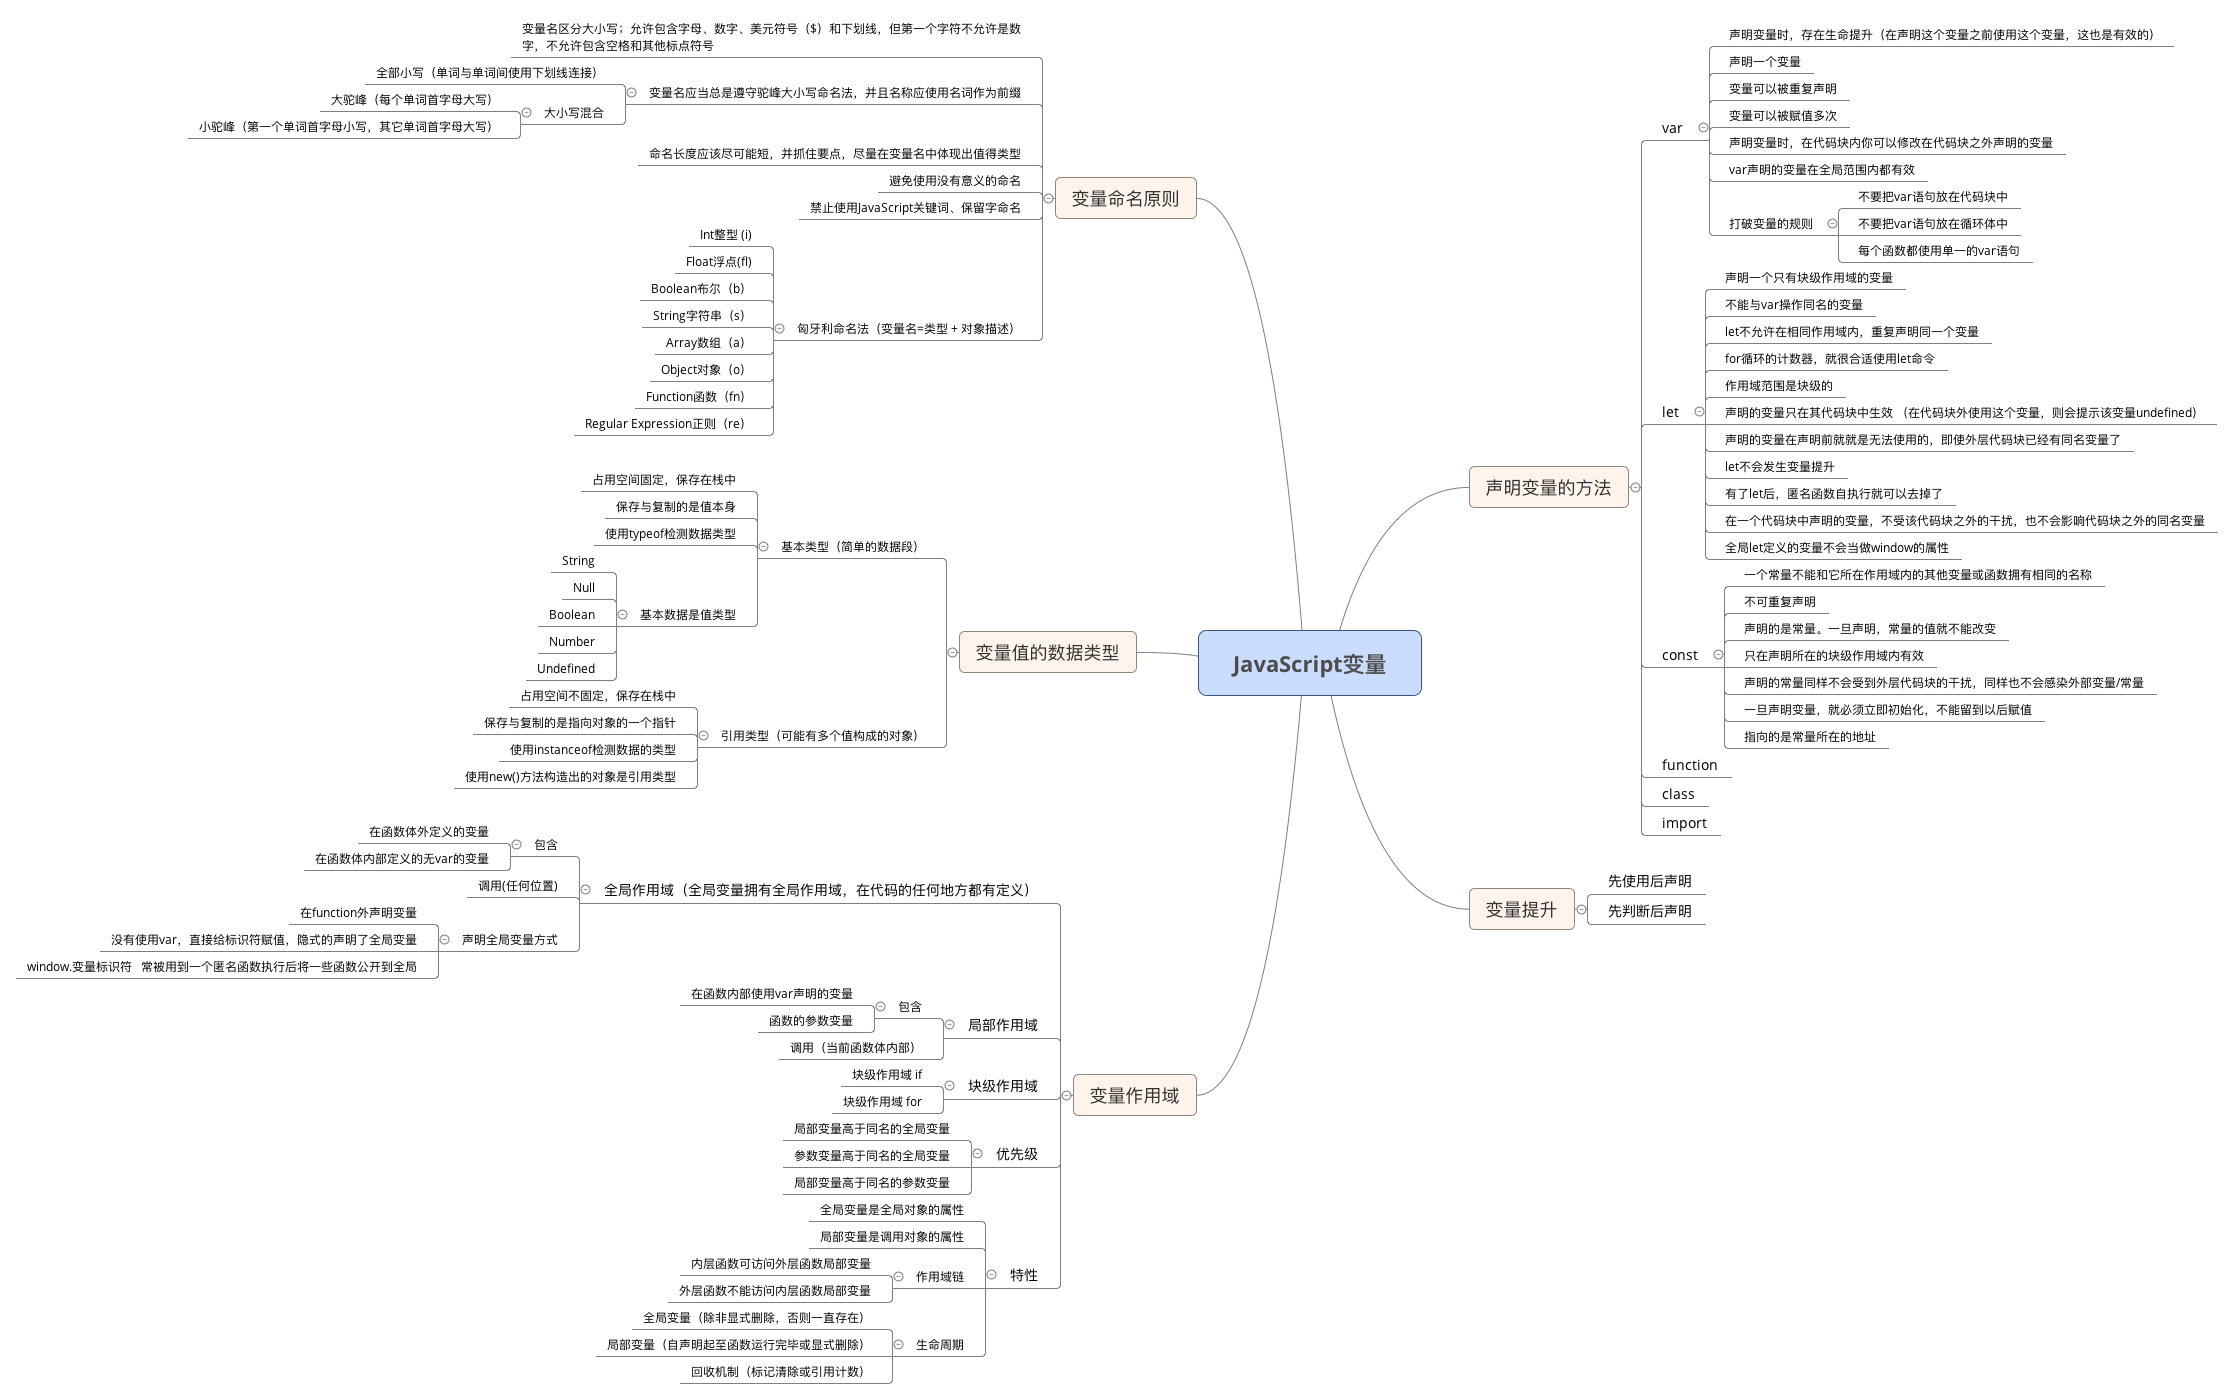 JavaScript变量
变量命名原则
变量名区分大小写；允许包含字母、数字、美元符号（$）和下划线，但第一个字符不允许是数
字，不允许包含空格和其他标点符号
变量名应当总是遵守驼峰大小写命名法，并且名称应使用名词作为前缀
全部小写（单词与单词间使用下划线连接）
大小写混合
大驼峰（每个单词首字母大写）
小驼峰（第一个单词首字母小写，其它单词首字母大写）
命名长度应该尽可能短，并抓住要点，尽量在变量名中体现出值得类型
避免使用没有意义的命名
禁止使用JavaScript关键词、保留字命名
匈牙利命名法（变量名=类型 + 对象描述）
Int整型 (i)
Float浮点(fl)
Boolean布尔（b）
String字符串（s）
Array数组（a）
Object对象（o）
Function函数（fn）
Regular Expression正则（re）
变量值的数据类型
基本类型（简单的数据段）
占用空间固定，保存在栈中
保存与复制的是值本身
使用typeof检测数据类型
基本数据是值类型
String
Null
Boolean
Number
Undefined
引用类型（可能有多个值构成的对象）
占用空间不固定，保存在栈中
保存与复制的是指向对象的一个指针
使用instanceof检测数据的类型
使用new()方法构造出的对象是引用类型
变量作用域
全局作用域（全局变量拥有全局作用域，在代码的任何地方都有定义）
包含
在函数体外定义的变量
在函数体内部定义的无var的变量
调用(任何位置)
声明全局变量方式
在function外声明变量
没有使用var，直接给标识符赋值，隐式的声明了全局变量
window.变量标识符 常被用到一个匿名函数执行后将一些函数公开到全局
局部作用域
包含
在函数内部使用var声明的变量
函数的参数变量
调用（当前函数体内部）
块级作用域
块级作用域 if
块级作用域 for
优先级
局部变量高于同名的全局变量
参数变量高于同名的全局变量
局部变量高于同名的参数变量
特性
全局变量是全局对象的属性
局部变量是调用对象的属性
作用域链
内层函数可访问外层函数局部变量
外层函数不能访问内层函数局部变量
生命周期
全局变量（除非显式删除，否则一直存在）
局部变量（自声明起至函数运行完毕或显式删除）
回收机制（标记清除或引用计数）
声明变量的方法
var
声明变量时，存在生命提升（在声明这个变量之前使用这个变量，这也是有效的）
声明一个变量
变量可以被重复声明
变量可以被赋值多次
声明变量时，在代码块内你可以修改在代码块之外声明的变量
var声明的变量在全局范围内都有效
打破变量的规则
不要把var语句放在代码块中
不要把var语句放在循环体中
每个函数都使用单一的var语句
let
声明一个只有块级作用域的变量
不能与var操作同名的变量
let不允许在相同作用域内，重复声明同一个变量
for循环的计数器，就很合适使用let命令
作用域范围是块级的
声明的变量只在其代码块中生效 （在代码块外使用这个变量，则会提示该变量undefined）
声明的变量在声明前就就是无法使用的，即使外层代码块已经有同名变量了
let不会发生变量提升
有了let后，匿名函数自执行就可以去掉了
在一个代码块中声明的变量，不受该代码块之外的干扰，也不会影响代码块之外的同名变量
全局let定义的变量不会当做window的属性
const
一个常量不能和它所在作用域内的其他变量或函数拥有相同的名称
不可重复声明
声明的是常量。一旦声明，常量的值就不能改变
只在声明所在的块级作用域内有效
声明的常量同样不会受到外层代码块的干扰，同样也不会感染外部变量/常量
一旦声明变量，就必须立即初始化，不能留到以后赋值
指向的是常量所在的地址
function
class
import
变量提升
先使用后声明
先判断后声明